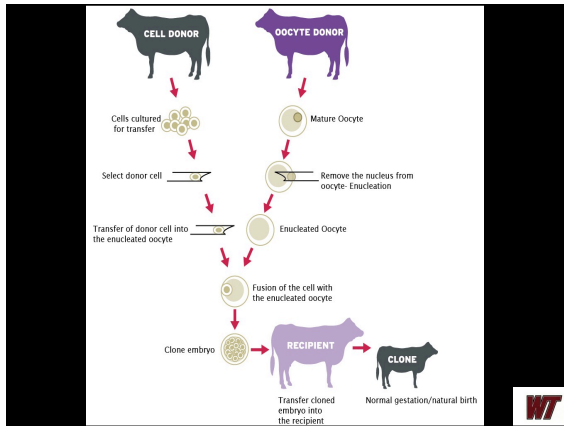 CELL DONOR
OOCYTE DONOR
Cells cultured
for transfer
Mature Oocyte
Select donor cell
Remove the nucleus from
oocyte- Enucleation
Transfer of donor cell into
the enucleated oocyte
Enucleated Oocyte
Fusion of the cell with
the enucleated oocyte
Clone embryo
RECIPIENT
CLONE
Transfer cloned
embryo into
the recipient
Normal gestation/natural birth
WT